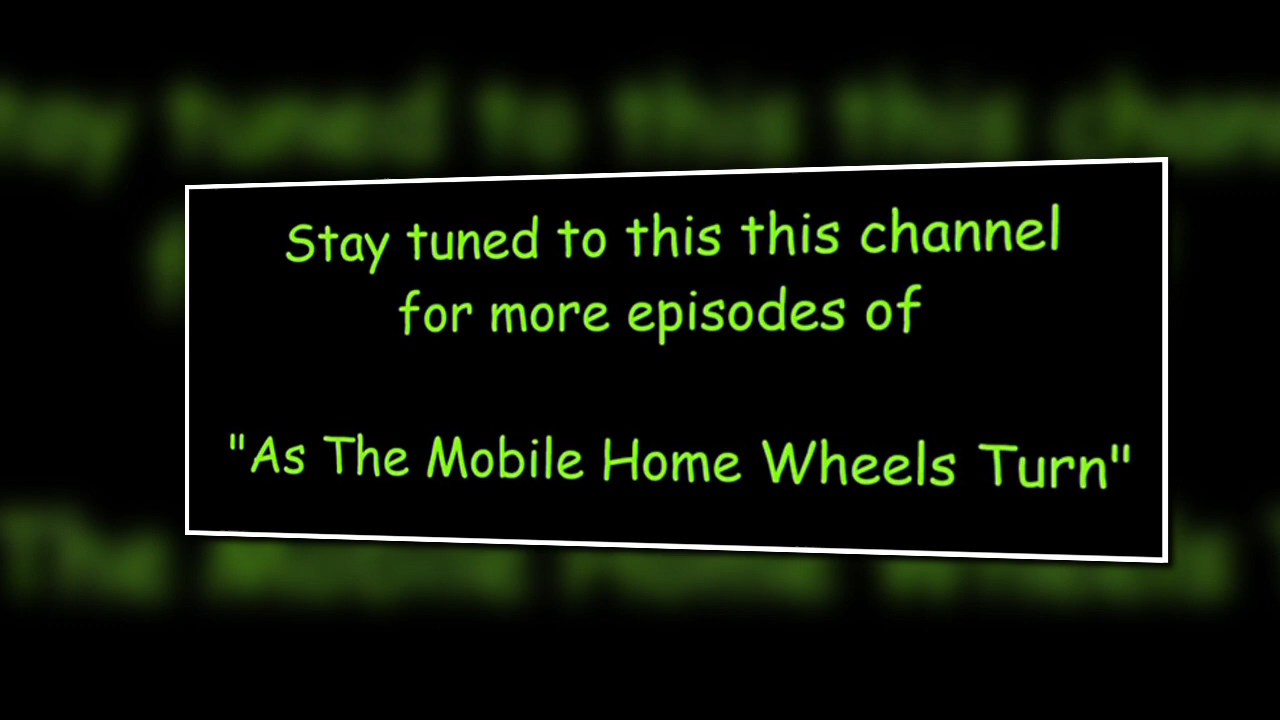 Stay tuned to this this channel
for more episodes of
"As The Mobile Home Wheels Turn"